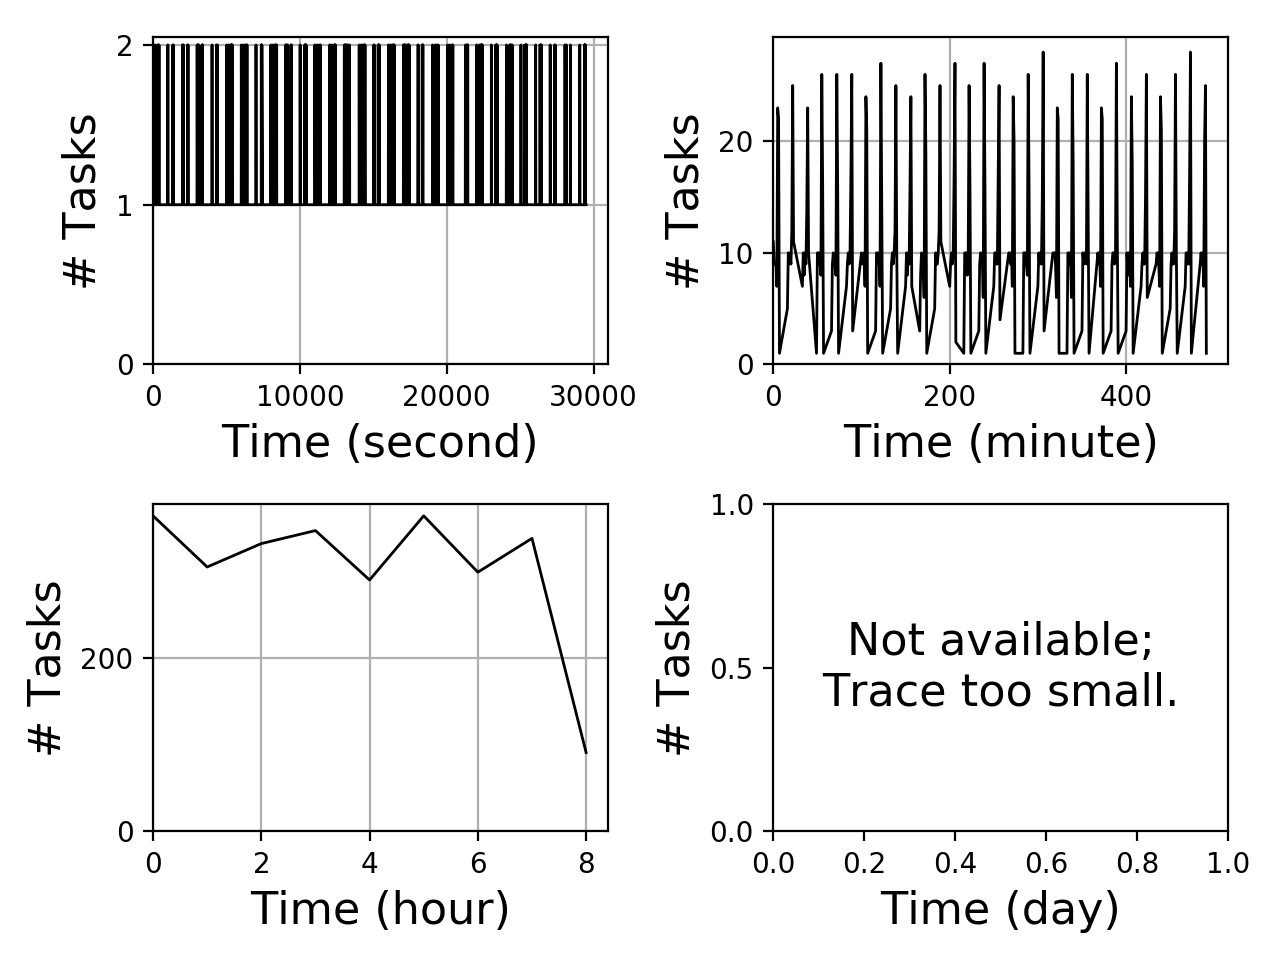 # Tasks
2
1
0
0 10000 20000 30000
Time (second)
# Tasks
20
10
0
0 200 400
Time (minute)
# Tasks
200
0
0 2 4 6 8
Time (hour)
# Tasks
1.0
0.5
0.0
Not available;
Trace too small.
0.0 0.2 0.4 0.6 0.8 1.0
Time (day)